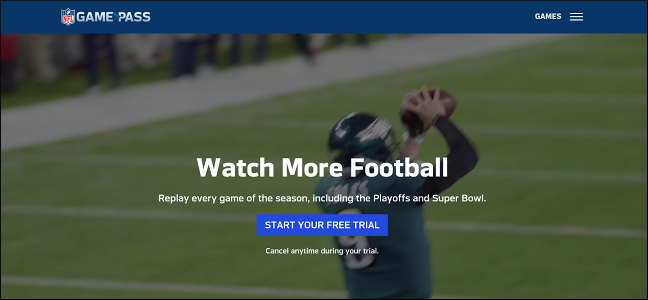 NFL GAME PASS
GAMES
Watch More Football
Replay every game of the season, including the Playoffs and Super Bowl.
START YOUR FREE TRIAL
Cancel anytime during your trial.
9